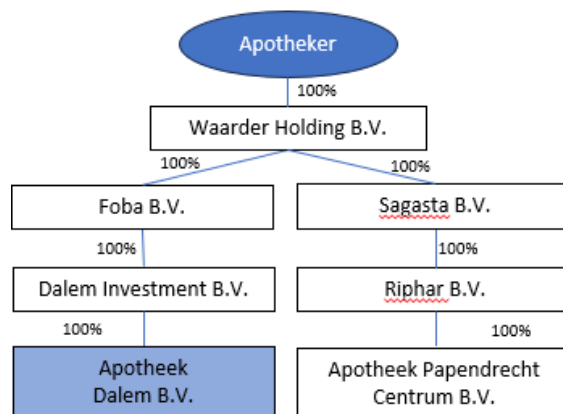 Apotheker
100%
Waarder Holding B.V.
100%
100%
Foba B.V.
Sagasta B.V.
100%
100%
Dalem Investment B.V.
Riphar B.V.
100%
100%
Apotheek
Dalem B.V.
Apotheek Papendrecht
Centrum B.V.